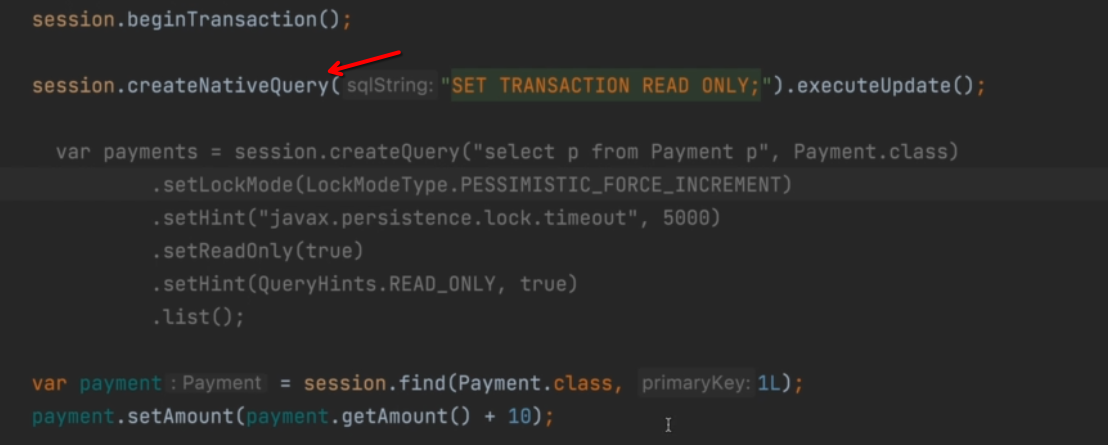 session.beginTransaction();
session.createNativeQuery( sqlString: "SET TRANSACTION READ ONLY;").executeUpdate();
var payments = session.createQuery("select p from Payment p", Payment.class)
.setLockMode(LockModeType.PESSIMISTIC_FORCE_INCREMENT)
.setHint("javax.persistence.lock.timeout", 5000)
.setReadOnly(true)
.setHint(QueryHints.READ_ONLY, true)
.list();
var payment : Payment = session.find(Payment.class, primaryKey: 1L);
payment.setAmount(payment.getAmount() + 10);